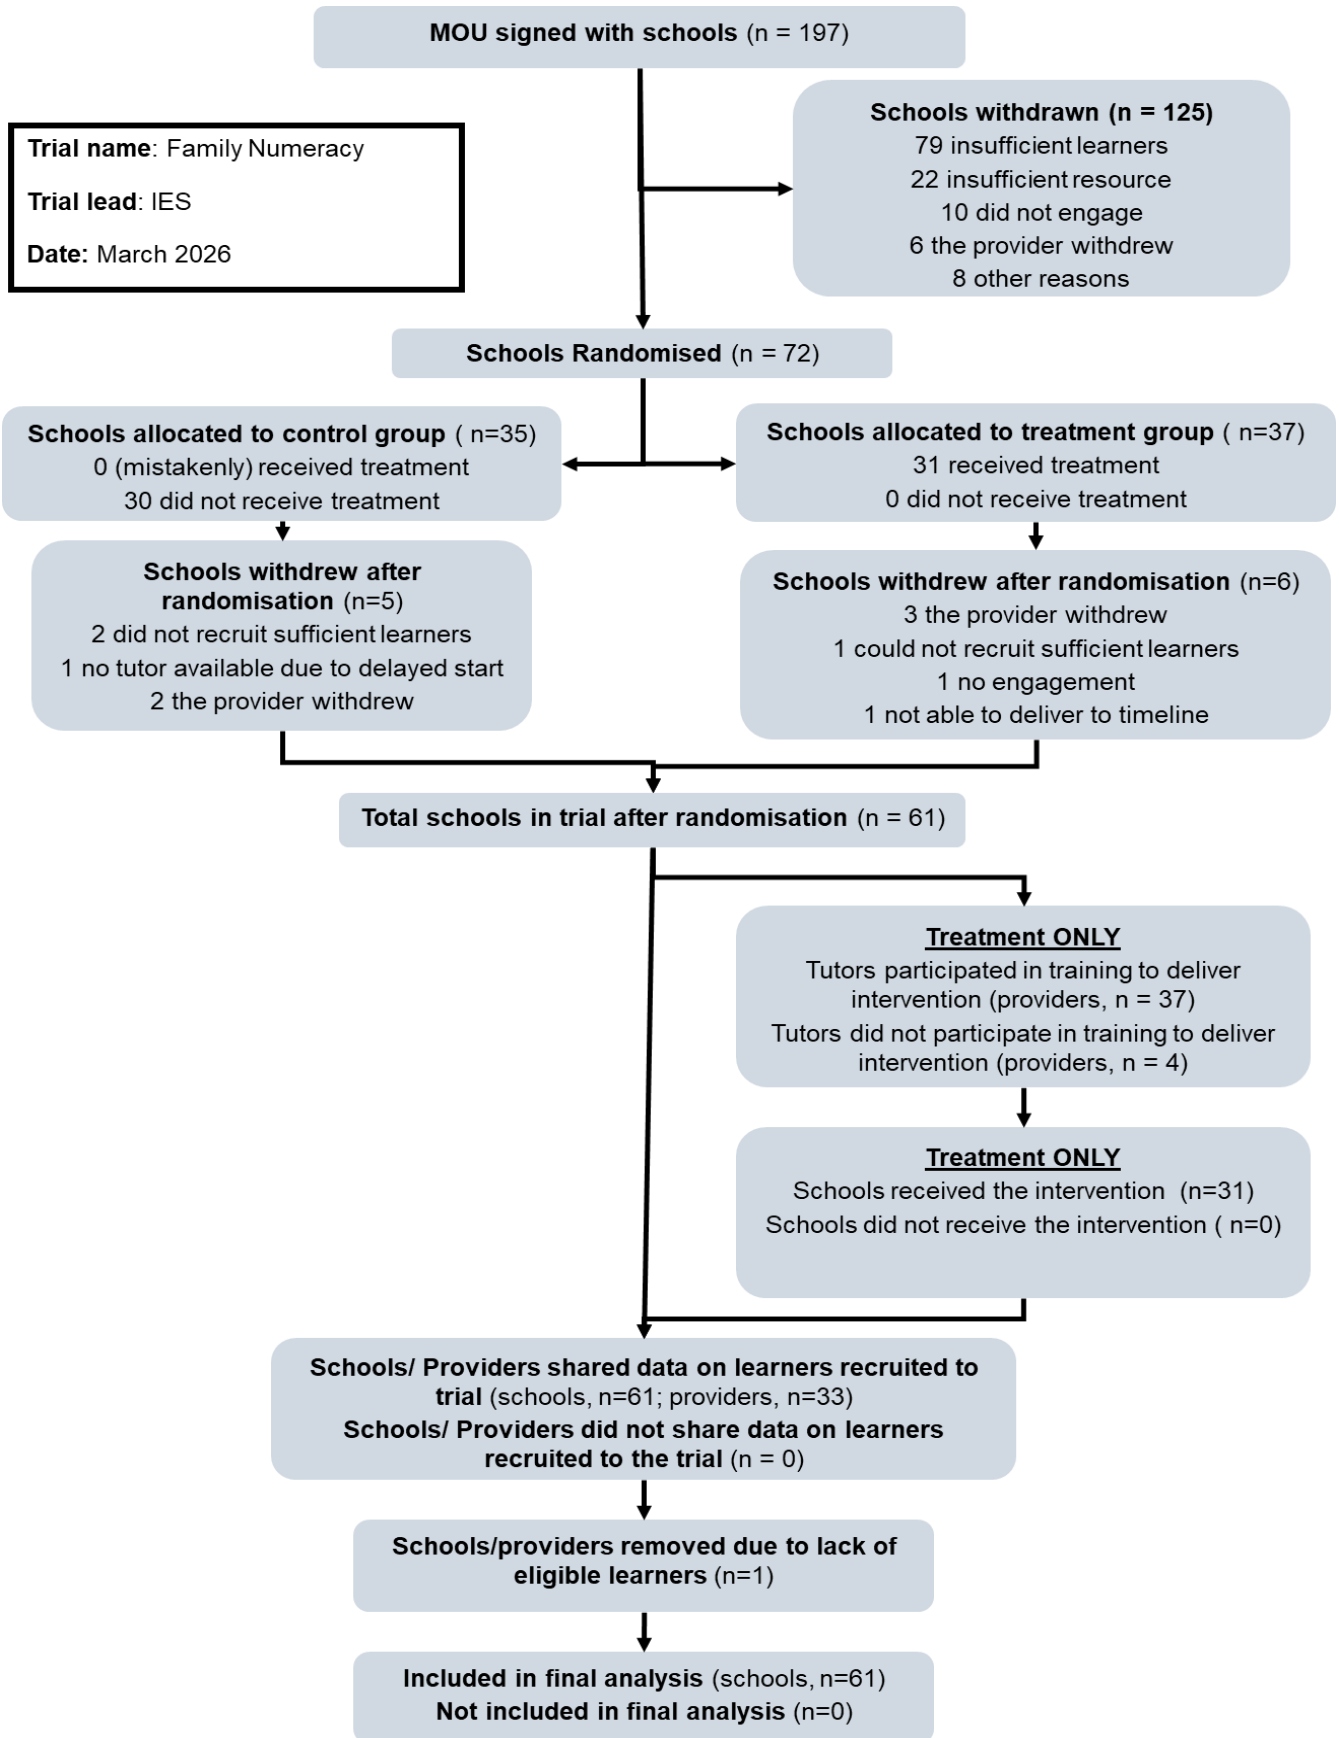 MOU signed with schools (n = 197)
Trial name: Family Numeracy
Trial lead: IES
Date: March 2026
Schools withdrawn (n = 125)
79 insufficient learners
22 insufficient resource
10 did not engage
6 the provider withdrew
8 other reasons
Schools Randomised (n = 72)
Schools allocated to control group ( n=35)
0 (mistakenly) received treatment
30 did not receive treatment
Schools allocated to treatment group ( n=37)
31 received treatment
0 did not receive treatment
Schools withdrew after
randomisation (n=5)
2 did not recruit sufficient learners
1 no tutor available due to delayed start
2 the provider withdrew
Schools withdrew after randomisation (n=6)
3 the provider withdrew
1 could not recruit sufficient learners
1 no engagement
1 not able to deliver to timeline
Total schools in trial after randomisation (n = 61)
Treatment ONLY
Tutors participated in training to deliver
intervention (providers, n = 37)
Tutors did not participate in training to deliver
intervention (providers, n = 4)
Treatment ONLY
Schools received the intervention (n=31)
Schools did not receive the intervention ( n=0)
Schools/ Providers shared data on learners recruited to
trial (schools, n=61; providers, n=33)
Schools/ Providers did not share data on learners
recruited to the trial (n = 0)
Schools/providers removed due to lack of
eligible learners (n=1)
Included in final analysis (schools, n=61)
Not included in final analysis (n=0)